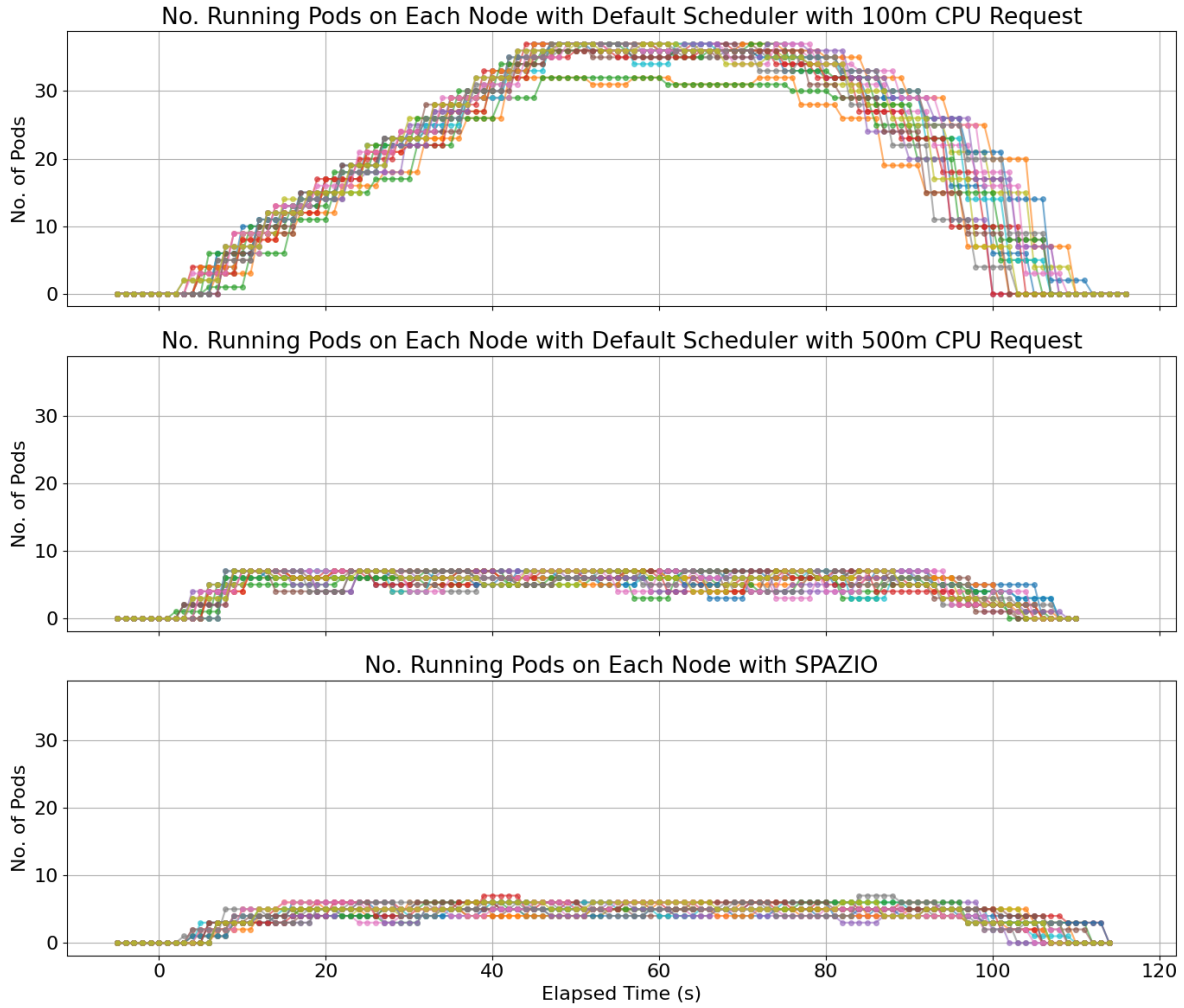 No. Running Pods on Each Node with Default Scheduler with 100m CPU Request
No. of Pods
30
20
10
0
No. Running Pods on Each Node with Default Scheduler with 500m CPU Request
No. of Pods
30
20
10
0
No. Running Pods on Each Node with SPAZIO
No. of Pods
30
20
10
0
0 20 40 60 80 100 120
Elapsed Time (s)